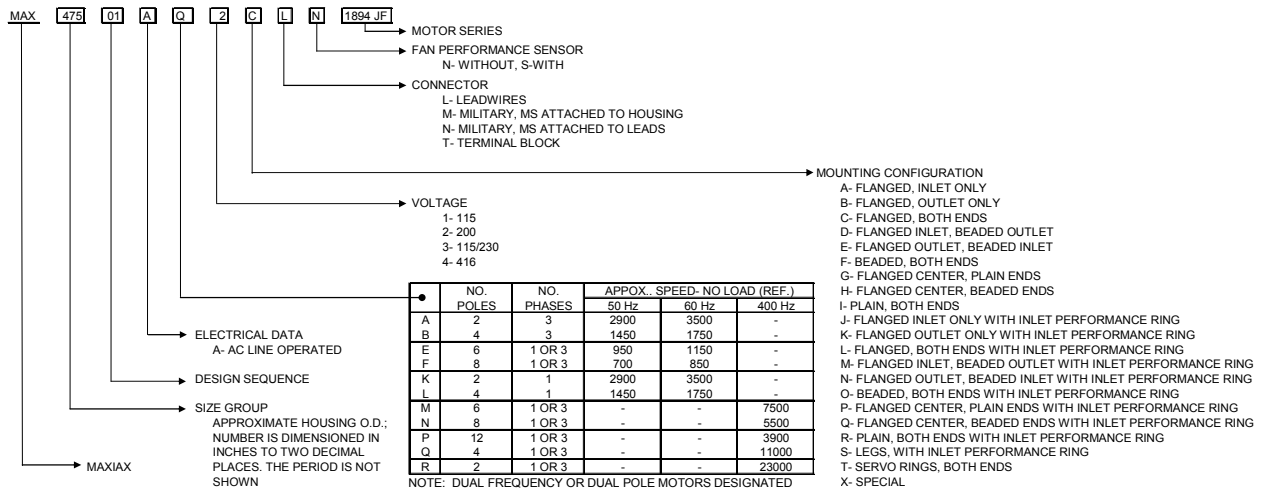 MAX 475 01 A Q 2 C L N 1894 JF
MOTOR SERIES
FAN PERFORMANCE SENSOR
N- WITHOUT, S-WITH
CONNECTOR
L- LEADWIRES
M- MILITARY, MS ATTACHED TO HOUSING
N- MILITARY, MS ATTACHED TO LEADS
T- TERMINAL BLOCK
MOUNTING CONFIGURATION
A- FLANGED, INLET ONLY
B- FLANGED, OUTLET ONLY
C- FLANGED, BOTH ENDS
D- FLANGED INLET, BEADED OUTLET
E- FLANGED OUTLET, BEADED INLET
F- BEADED, BOTH ENDS
G- FLANGED CENTER, PLAIN ENDS
H- FLANGED CENTER, BEADED ENDS
I- PLAIN, BOTH ENDS
J- FLANGED INLET ONLY WITH INLET PERFORMANCE RING
K- FLANGED OUTLET ONLY WITH INLET PERFORMANCE RING
L- FLANGED, BOTH ENDS WITH INLET PERFORMANCE RING
M- FLANGED INLET, BEADED OUTLET WITH INLET PERFORMANCE RING
N- FLANGED OUTLET, BEADED INLET WITH INLET PERFORMANCE RING
O- BEADED, BOTH ENDS WITH INLET PERFORMANCE RING
P- FLANGED CENTER, PLAIN ENDS WITH INLET PERFORMANCE RING
Q- FLANGED CENTER, BEADED ENDS WITH INLET PERFORMANCE RING
R- PLAIN, BOTH ENDS WITH INLET PERFORMANCE RING
S- LEGS, WITH INLET PERFORMANCE RING
T- SERVO RINGS, BOTH ENDS
X- SPECIAL
VOLTAGE
1- 115
2- 200
3- 115/230
4- 416
NO. NO. APPOX.. SPEED- NO LOAD (REF.)
POLES PHASES 50 Hz 60 Hz 400 Hz
A 2 3 2900 3500 -
B 4 3 1450 1750 -
E 6 1 OR 3 950 1150 -
F 8 1 OR 3 700 850 -
K 2 1 2900 3500 -
L 4 1 1450 1750 -
M 6 1 OR 3 - - 7500
N 8 1 OR 3 - - 5500
P 12 1 OR 3 - - 3900
Q 4 1 OR 3 - - 11000
R 2 1 OR 3 - - 23000
NOTE: DUAL FREQUENCY OR DUAL POLE MOTORS DESIGNATED
ELECTRICAL DATA
A- AC LINE OPERATED
DESIGN SEQUENCE
SIZE GROUP
APPROXIMATE HOUSING O.D.;
NUMBER IS DIMENSIONED IN
INCHES TO TWO DECIMAL
PLACES. THE PERIOD IS NOT
SHOWN
MAXIAX